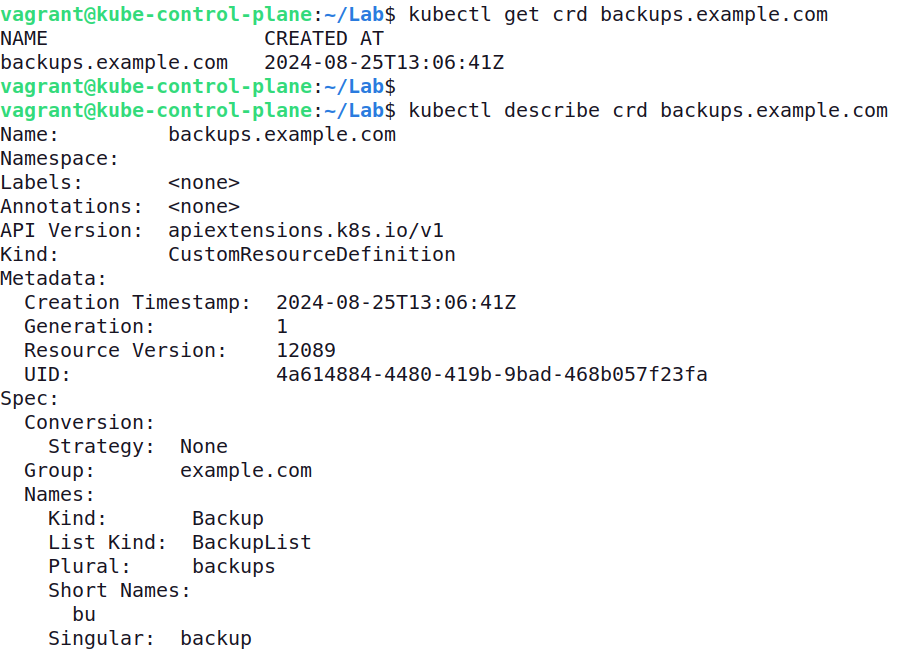 vagrant@kube-control-plane:~/Lab$ kubectl get crd backups.example.com
NAME                  CREATED AT
backups.example.com   2024-08-25T13:06:41Z
vagrant@kube-control-plane:~/Lab$
vagrant@kube-control-plane:~/Lab$ kubectl describe crd backups.example.com
Name:         backups.example.com
Namespace:
Labels:       <none>
Annotations:  <none>
API Version:  apiextensions.k8s.io/v1
Kind:         CustomResourceDefinition
Metadata:
  Creation Timestamp:  2024-08-25T13:06:41Z
  Generation:          1
  Resource Version:    12089
  UID:                 4a614884-4480-419b-9bad-468b057f23fa
Spec:
  Conversion:
    Strategy:  None
  Group:       example.com
  Names:
    Kind:       Backup
    List Kind:  BackupList
    Plural:     backups
    Short Names:
      bu
    Singular:  backup